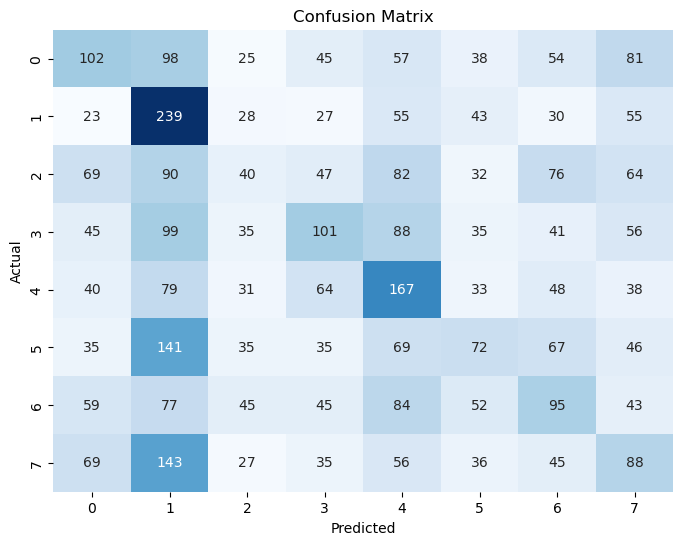 Confusion Matrix
0 102 98 25 45 57 38 54 81
1 23 239 28 27 55 43 30 55
2 69 90 40 47 82 32 76 64
3 45 99 35 101 88 35 41 56
4 40 79 31 64 167 33 48 38
5 35 141 35 35 69 72 67 46
6 59 77 45 45 84 52 95 43
7 69 143 27 35 56 36 45 88
Actual
0 1 2 3 4 5 6 7
Predicted